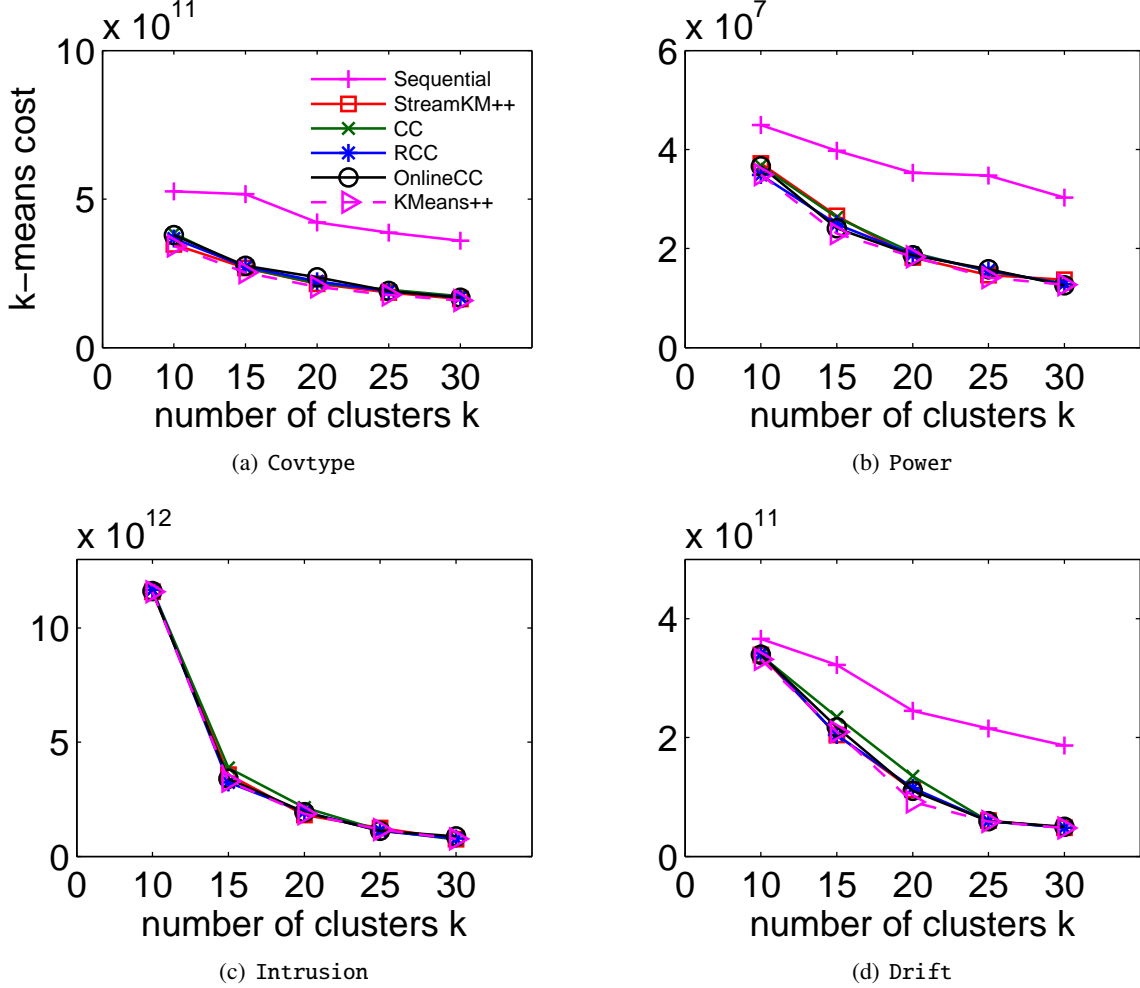 x 10^11
10
5
0
k-means cost
Sequential
StreamKM++
CC
RCC
OnlineCC
KMeans++
0 10 15 20 25 30
number of clusters k
(a) Covtype
x 10^7
6
4
2
0
0 10 15 20 25 30
number of clusters k
(b) Power
x 10^12
10
5
0
0 10 15 20 25 30
number of clusters k
(c) Intrusion
x 10^11
4
2
0
0 10 15 20 25 30
number of clusters k
(d) Drift